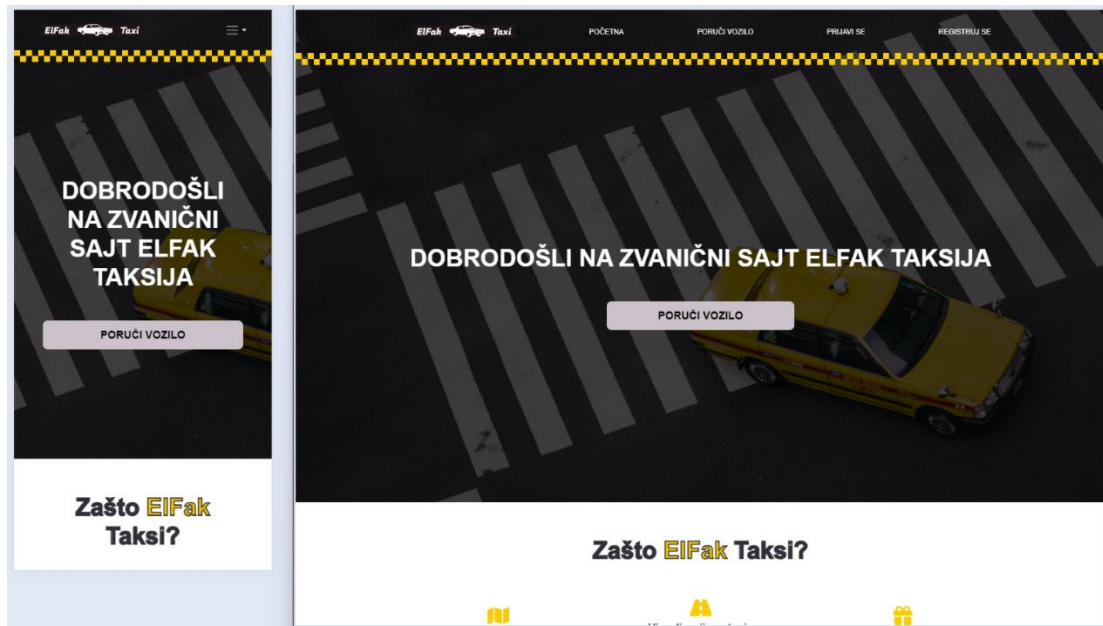 ElFak Taxi
DOBRODOŠLI
NA ZVANIČNI
SAJT ELFAK
TAKSIJA
PORUČI VOZILO
Zašto ElFak
Taksi?
ElFak Taxi POČETNA PORUČI VOZILO PRIJAVI SE REGISTRUJ SE
DOBRODOŠLI NA ZVANIČNI SAJT ELFAK TAKSIJA
PORUČI VOZILO
Zašto ElFak Taksi?